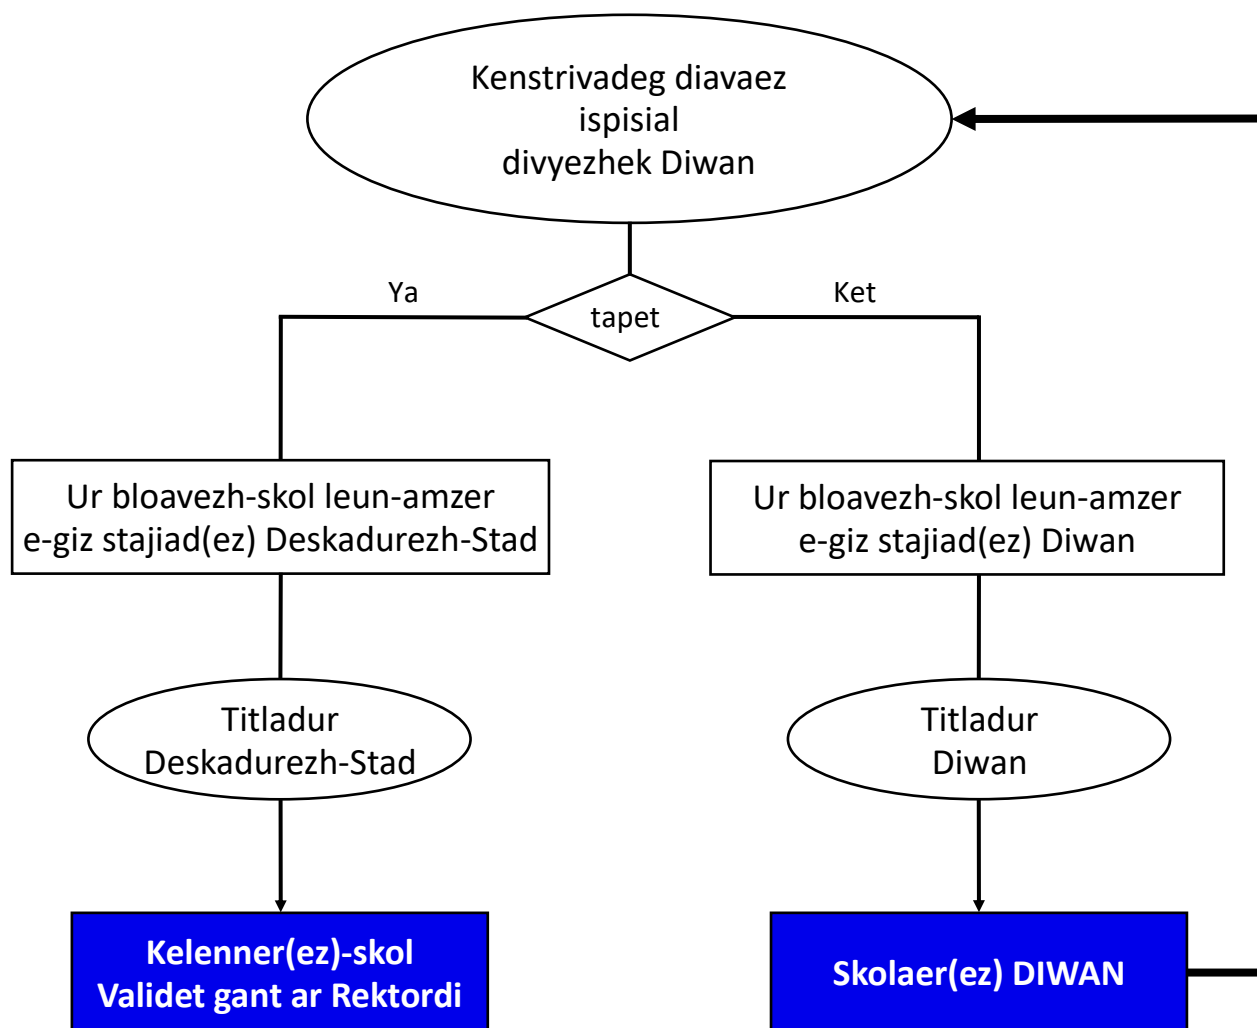 Kenstrivadeg diavaez
ispisial
divyezhek Diwan
Ya
Ket
tapet
Ur bloavezh-skol leun-amzer
e-giz stajiad(ez) Deskadurezh-Stad
Ur bloavezh-skol leun-amzer
e-giz stajiad(ez) Diwan
Titladur
Deskadurezh-Stad
Titladur
Diwan
Kelenner(ez)-skol
Validet gant ar Rektordi
Skolaer(ez) DIWAN